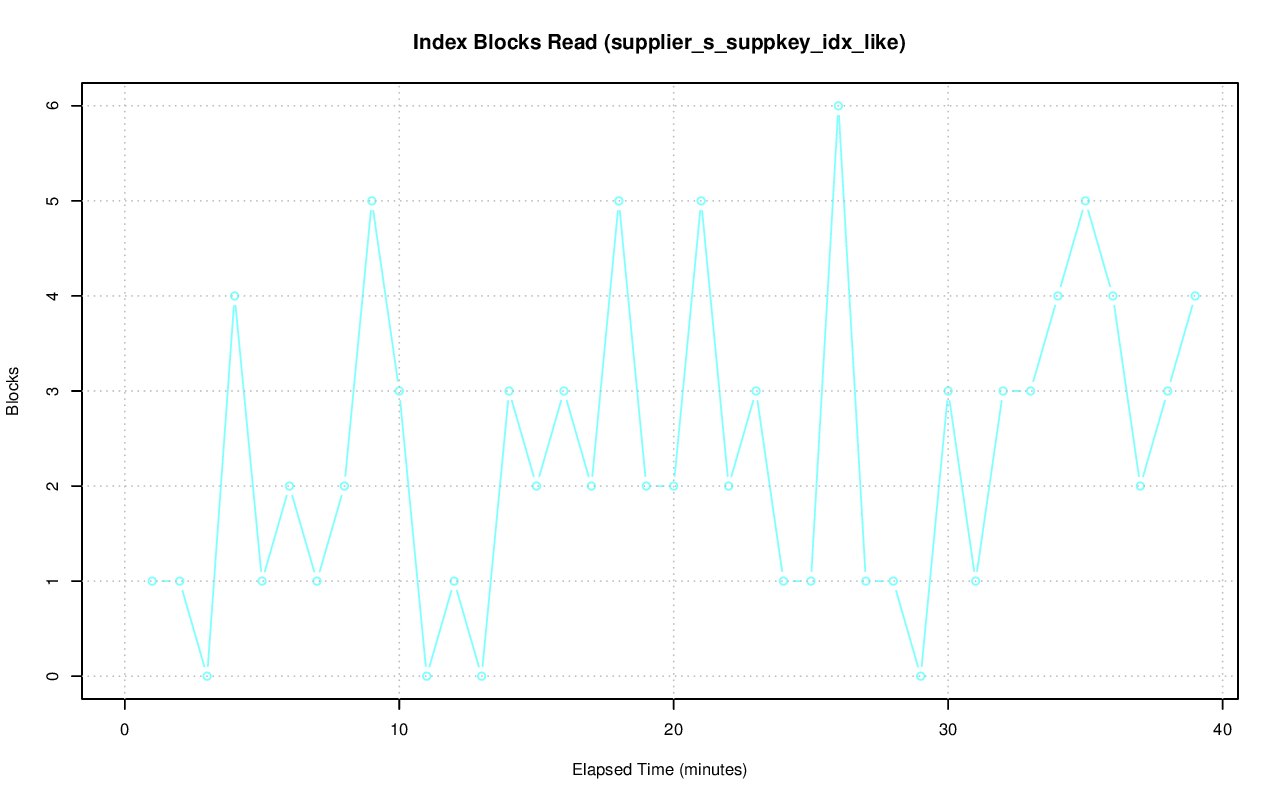 Index Blocks Read (supplier_s_suppkey_idx_like)
6
5
4
3
2
1
0
Blocks
0 10 20 30 40
Elapsed Time (minutes)